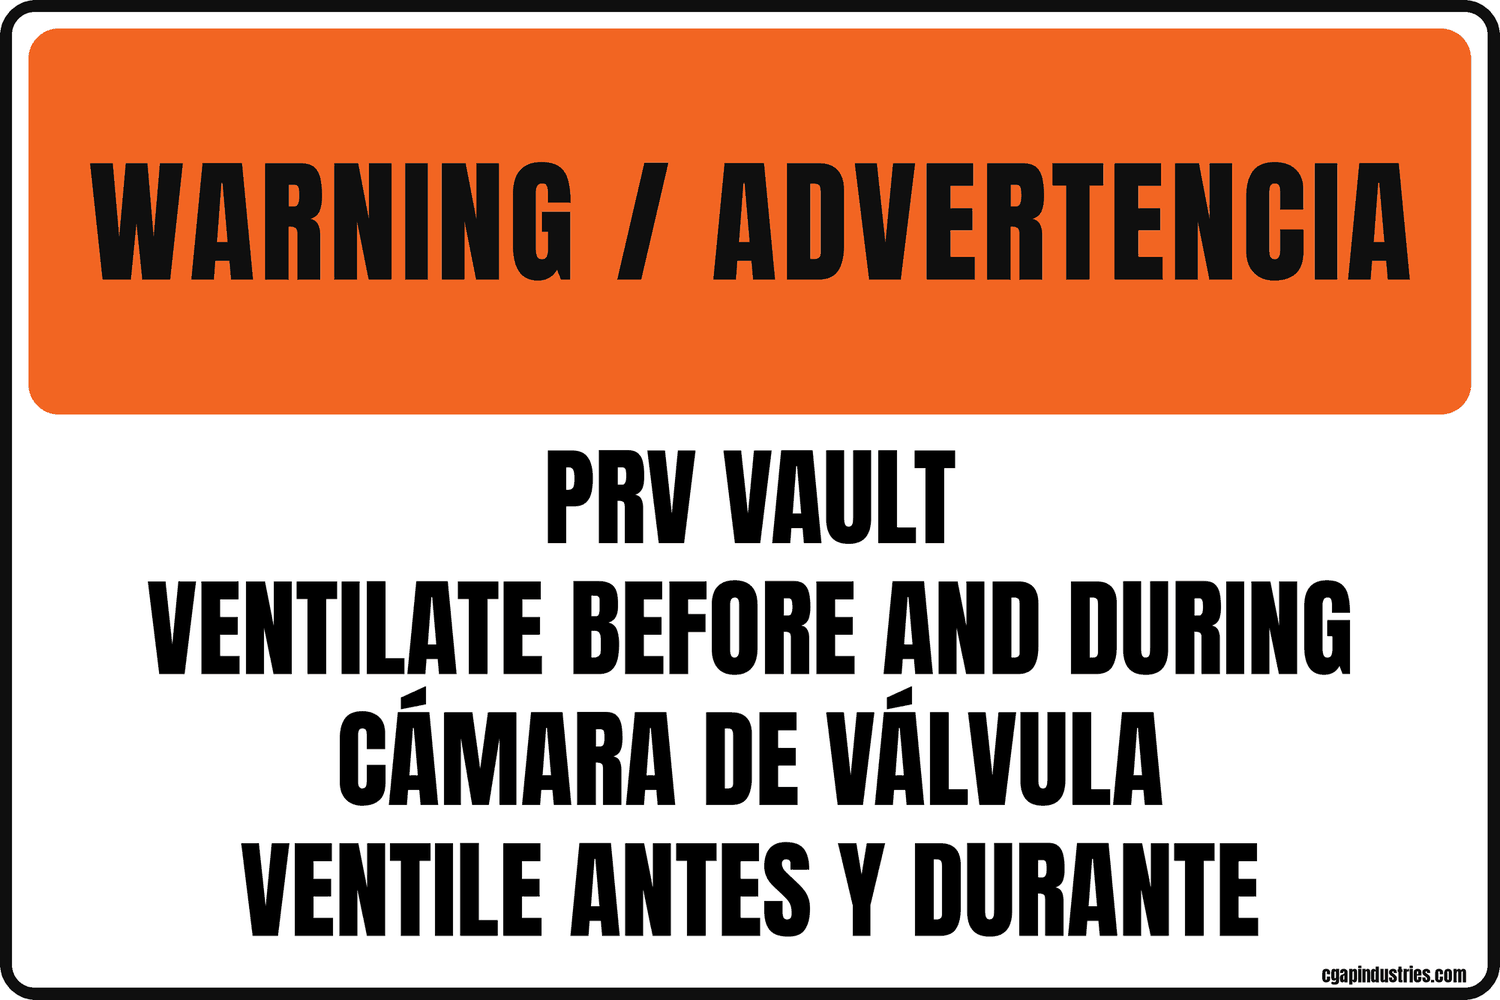 WARNING / ADVERTENCIA
PRV VAULT
VENTILATE BEFORE AND DURING
CÁMARA DE VÁLVULA
VENTILE ANTES Y DURANTE
cgapindustries.com